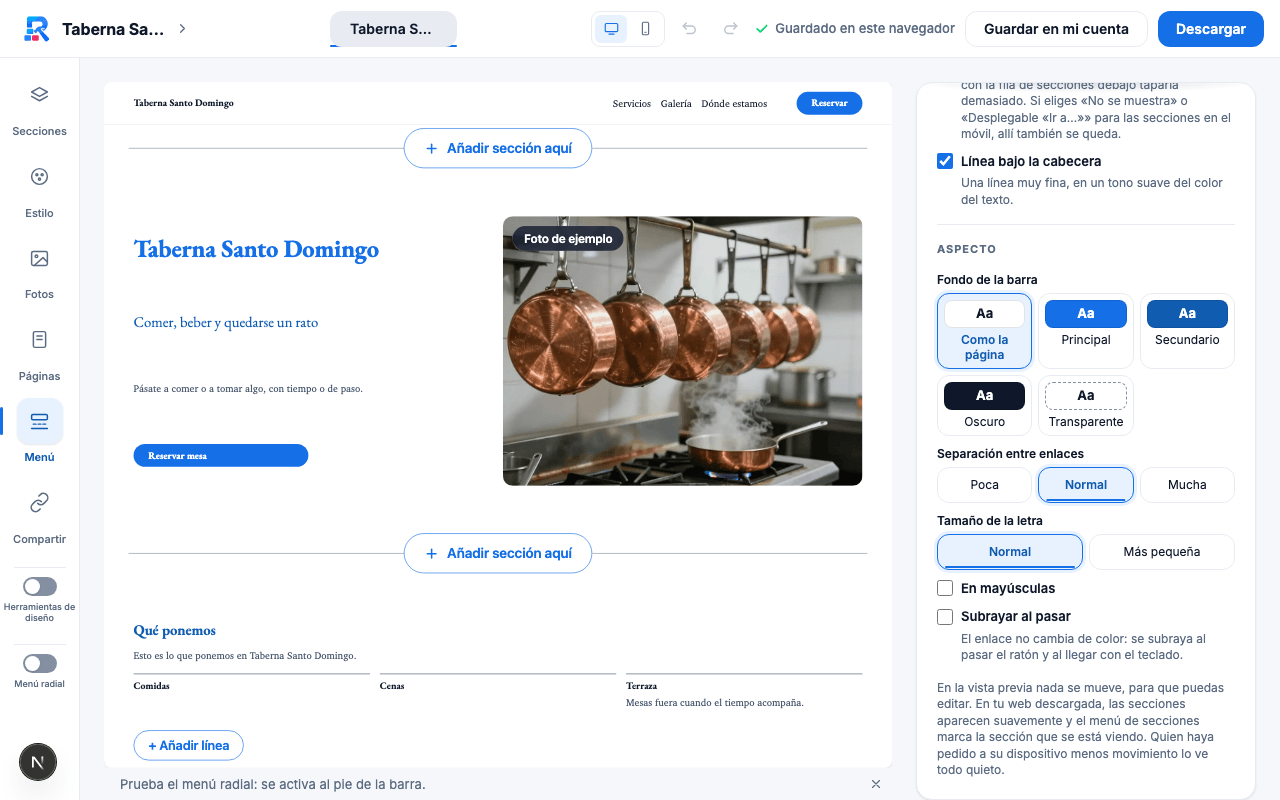 Taberna Sa...
Taberna S...
Guardado en este navegador
Guardar en mi cuenta
Descargar
Secciones
Estilo
Fotos
Páginas
Menú
Compartir
Herramientas de
diseño
Menú radial
N
Taberna Santo Domingo
Servicios Galería Dónde estamos
Reservar
+ Añadir sección aquí
Taberna Santo Domingo
Comer, beber y quedarse un rato
Pásate a comer o a tomar algo, con tiempo o de paso.
Reservar mesa
Foto de ejemplo
+ Añadir sección aquí
Qué ponemos
Esto es lo que ponemos en Taberna Santo Domingo.
Comidas
Cenas
Terraza
Mesas fuera cuando el tiempo acompaña.
+ Añadir línea
Prueba el menú radial: se activa al pie de la barra.
con la fila de secciones debajo taparía
demasiado. Si eliges «No se muestra» o
«Desplegable «Ir a...»» para las secciones en el
móvil, allí también se queda.
Línea bajo la cabecera
Una línea muy fina, en un tono suave del color
del texto.
ASPECTO
Fondo de la barra
Aa
Como la
página
Aa
Principal
Aa
Secundario
Aa
Oscuro
Aa
Transparente
Separación entre enlaces
Poca
Normal
Mucha
Tamaño de la letra
Normal
Más pequeña
En mayúsculas
Subrayar al pasar
El enlace no cambia de color: se subraya al
pasar el ratón y al llegar con el teclado.
En la vista previa nada se mueve, para que puedas
editar. En tu web descargada, las secciones
aparecen suavemente y el menú de secciones
marca la sección que se está viendo. Quien haya
pedido a su dispositivo menos movimiento lo ve
todo quieto.